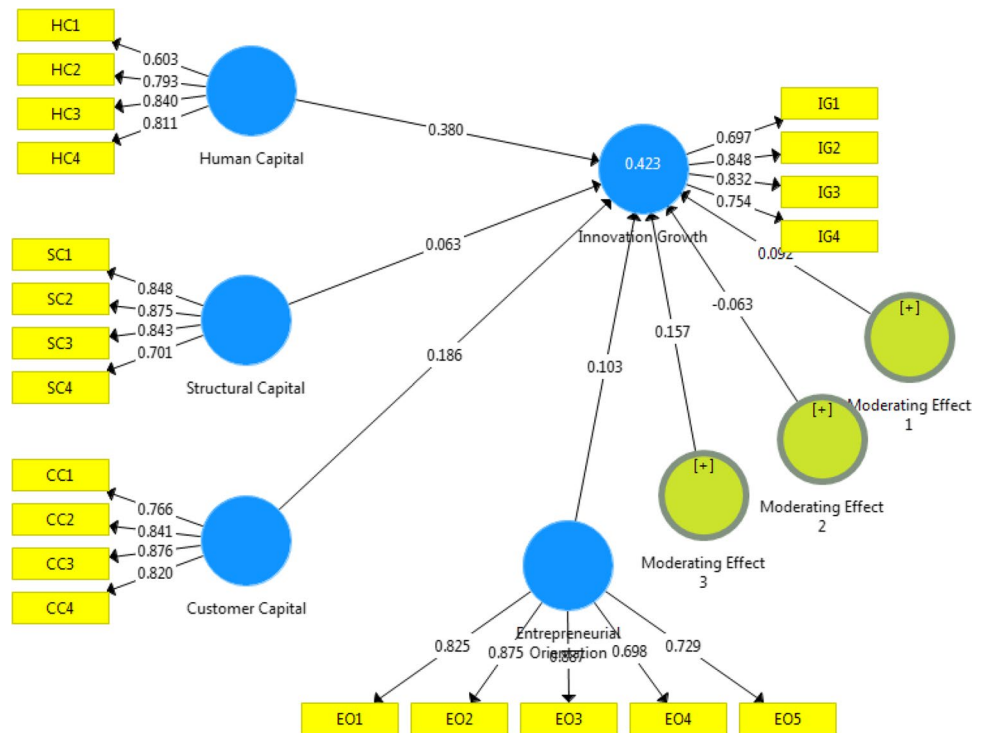 HC1
0.603
HC2
0.793
HC3
0.840
HC4
0.811
Human Capital
0.380
0.423
Innovation Growth
IG1
0.697
IG2
0.848
IG3
0.832
IG4
0.754
0.092
SC1
0.848
SC2
0.875
SC3
0.843
SC4
0.701
Structural Capital
0.063
CC1
0.766
CC2
0.841
CC3
0.876
CC4
0.820
Customer Capital
0.186
0.103
0.157
-0.063
[+]
Moderating Effect
1
[+]
Moderating Effect
2
[+]
Moderating Effect
3
Entrepreneurial
Orientation
0.825
0.875
0.698
0.729
EO1
EO2
EO3
EO4
EO5